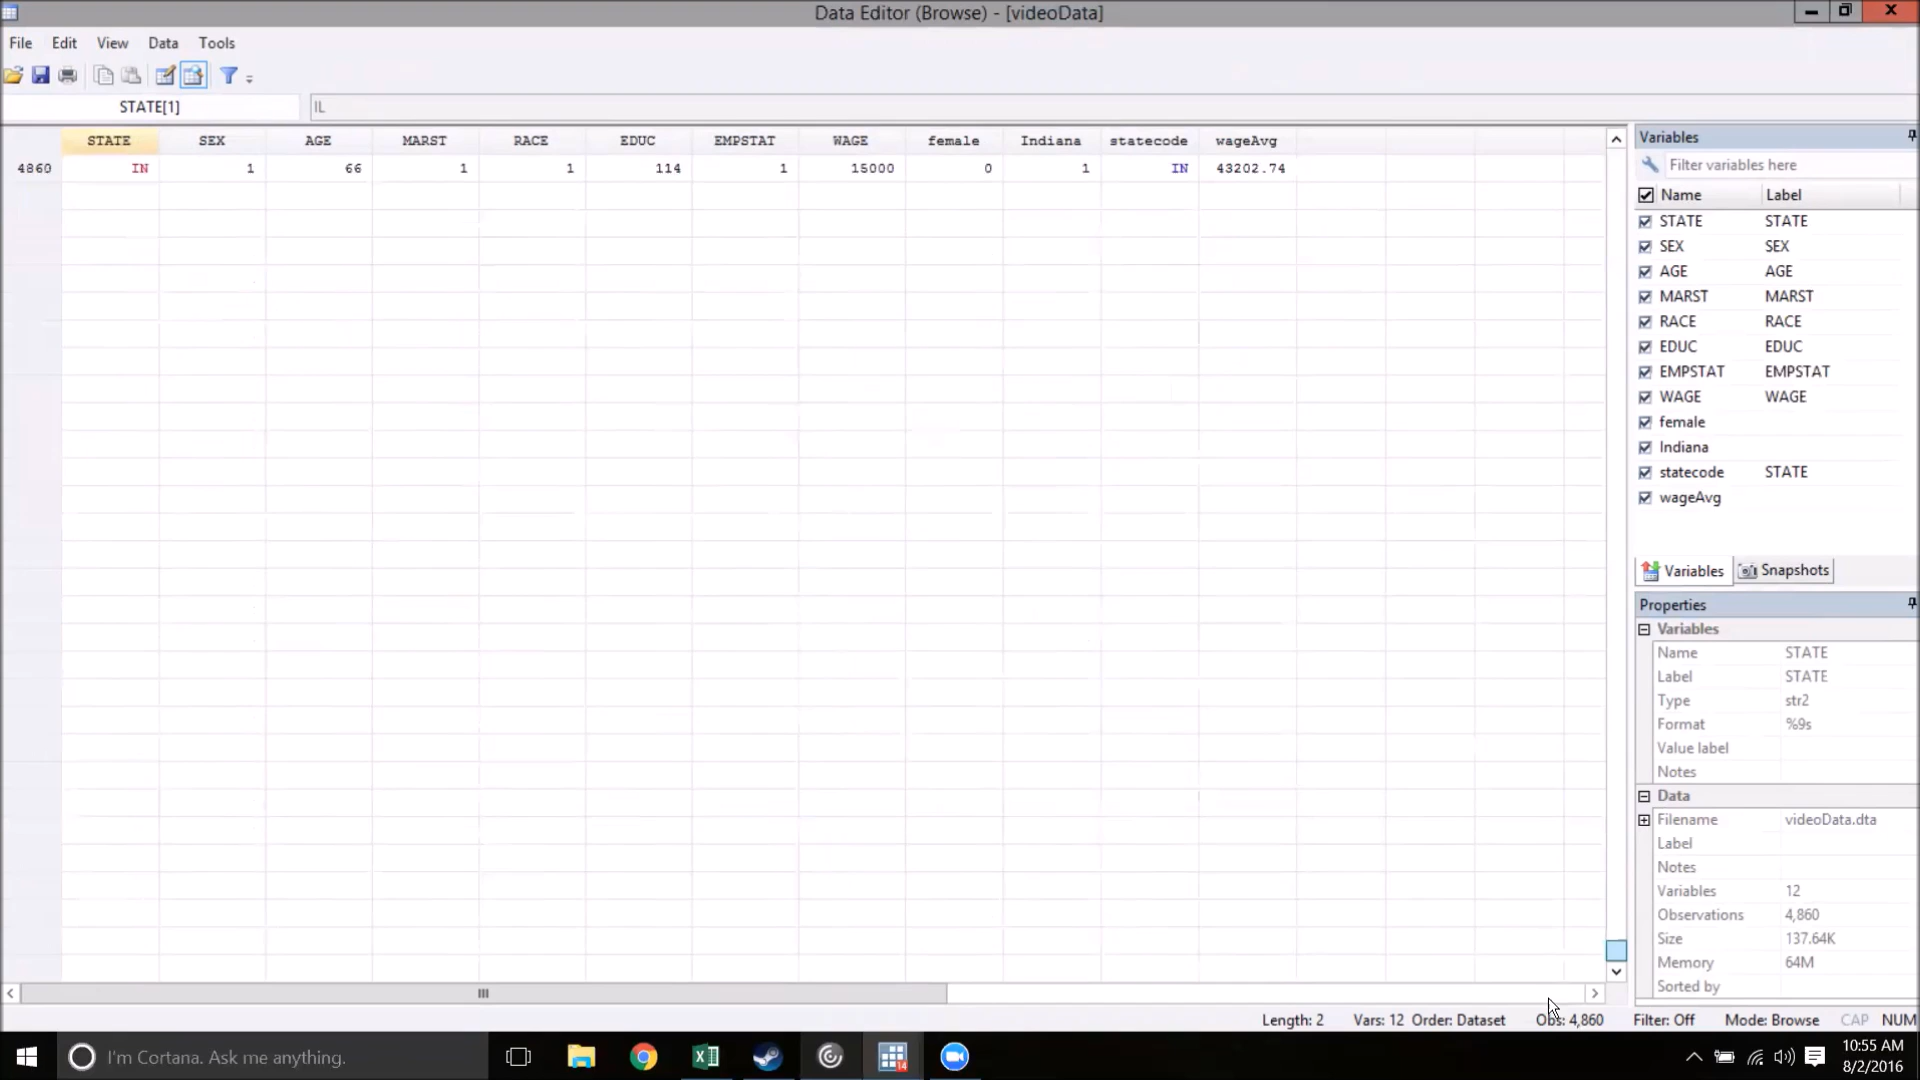 Data Editor (Browse) - [videoData]
File Edit View Data Tools
STATE[1] IL
STATE SEX AGE MARST RACE EDUC EMPSTAT WAGE female Indiana statecode wageAvg
4860 IN 1 66 1 1 114 1 15000 0 1 IN 43202.74
Variables
Filter variables here
Name Label
STATE STATE
SEX SEX
AGE AGE
MARST MARST
RACE RACE
EDUC EDUC
EMPSTAT EMPSTAT
WAGE WAGE
female
Indiana
statecode STATE
wageAvg
Variables Snapshots
Properties
Variables
Name STATE
Label STATE
Type str2
Format %9s
Value label
Notes
Data
Filename videoData.dta
Label
Notes
Variables 12
Observations 4,860
Size 137.64K
Memory 64M
Sorted by
Length: 2 Vars: 12 Order: Dataset Obs: 4,860 Filter: Off Mode: Browse CAP NUM
I'm Cortana. Ask me anything.
14
10:55 AM
8/2/2016